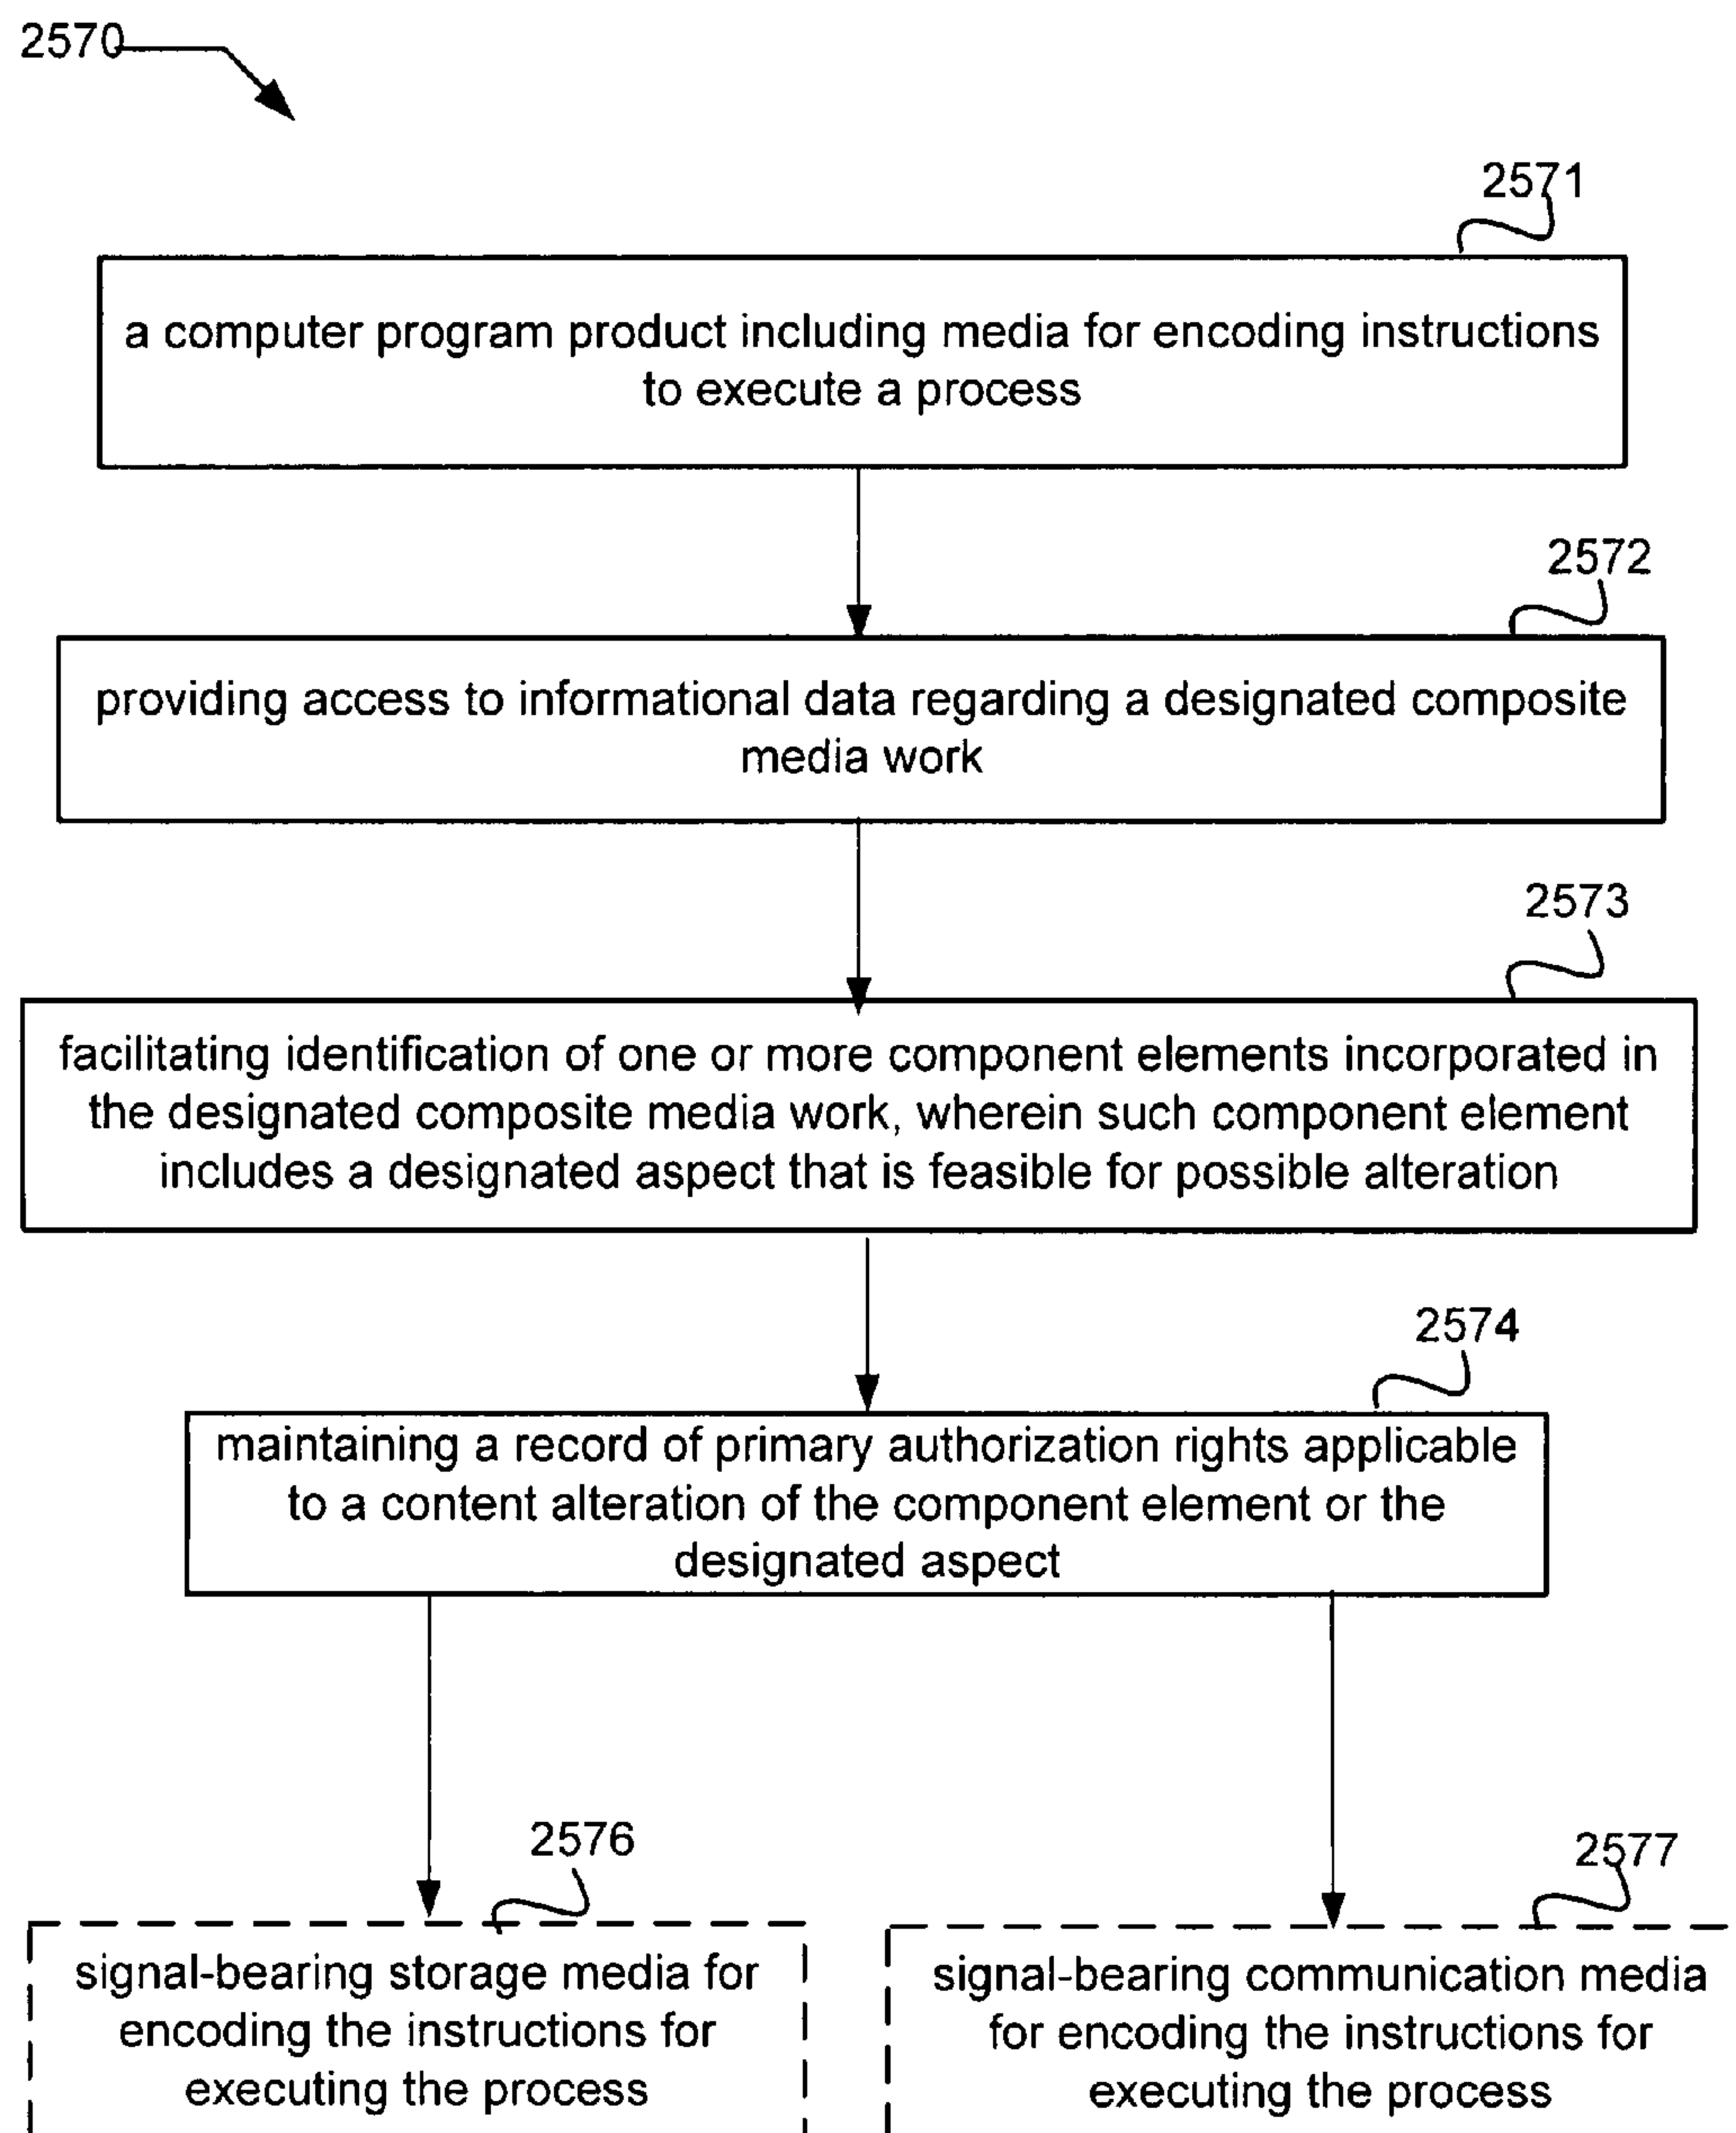 2570
2571
a computer program product including media for encoding instructions
to execute a process
2572
providing access to informational data regarding a designated composite
media work
2573
facilitating identification of one or more component elements incorporated in
the designated composite media work, wherein such component element
includes a designated aspect that is feasible for possible alteration
2574
maintaining a record of primary authorization rights applicable
to a content alteration of the component element or the
designated aspect
2576
signal-bearing storage media for
encoding the instructions for
executing the process
2577
signal-bearing communication media
for encoding the instructions for
executing the process